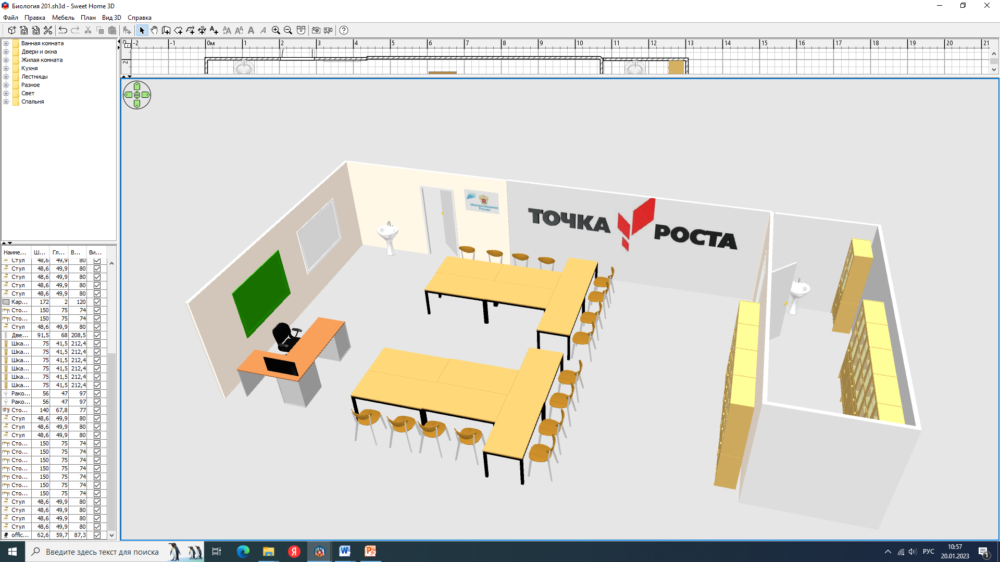 Биология 201.sh3d - Sweet Home 3D
Файл Правка Мебель План Вид 3D Справка
Ванная комната
Двери и окна
Жилая комната
Кухня
Лестницы
Разное
Свет
Спальня
-2 -1 0м 1 2 3 4 5 6 7 8 9 10 11 12 13 14 15 16 17 18 19 20 21
2
Минпросвещения
России
ТОЧКА
РОСТА
Наиме... Ш... Гл... В... Ви...
Стул 48,6 49,9 80
Стул 48,6 49,9 80
Стул 48,6 49,9 80
Стул 48,6 49,9 80
Стул 48,6 49,9 80
Кар... 172 2 120
Сто... 150 75 74
Сто... 150 75 74
Стул 48,6 49,9 80
Две... 91,5 68 208,5
Шка... 75 41,5 212,4
Шка... 75 41,5 212,4
Шка... 75 41,5 212,4
Шка... 75 41,5 212,4
Шка... 75 41,5 212,4
Шка... 75 41,5 212,4
Рако... 56 47 97
Рако... 56 47 97
Сто... 140 67,8 77
Стул 48,6 49,9 80
Стул 48,6 49,9 80
Стул 48,6 49,9 80
Сто... 150 75 74
Сто... 150 75 74
Сто... 150 75 74
Сто... 150 75 74
Сто... 150 75 74
Сто... 150 75 74
Сто... 150 75 74
Стул 48,6 49,9 80
Стул 48,6 49,9 80
Стул 48,6 49,9 80
Стул 48,6 49,9 80
offic... 62,6 59,7 87,3
Введите здесь текст для поиска
РУС
10:57
20.01.2023
1